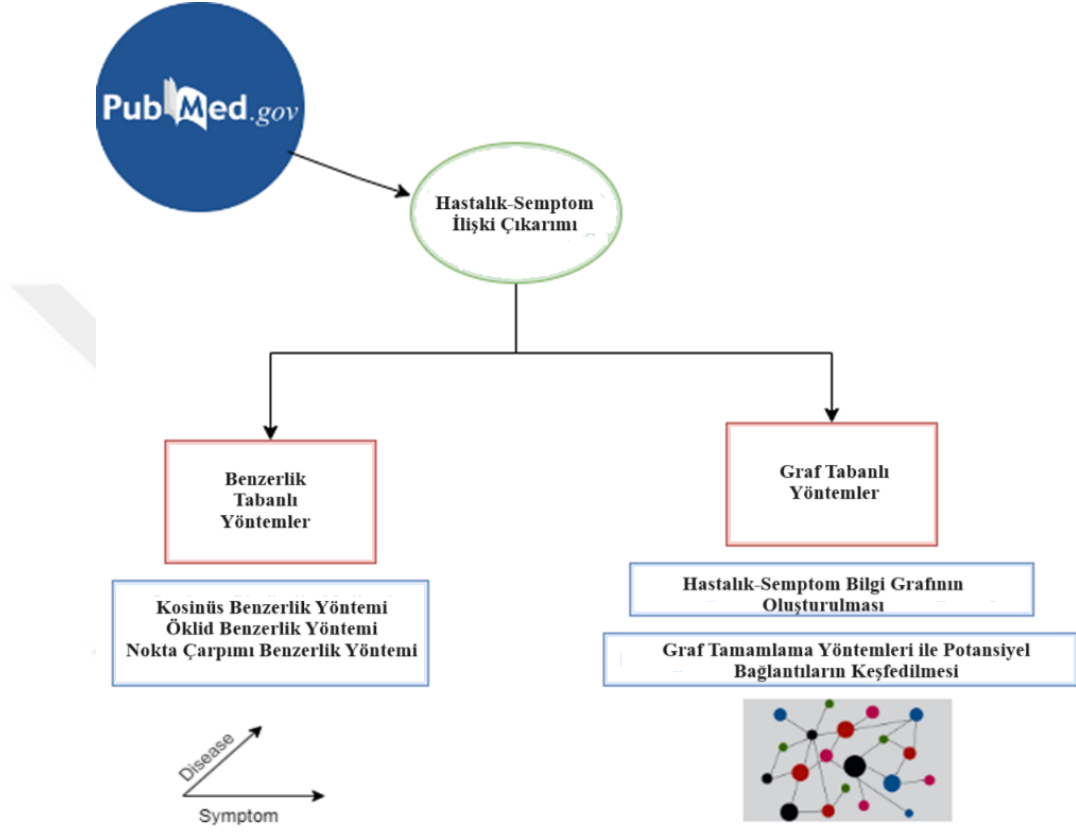 PubMed.gov
Hastalık-Semptom
İlişki Çıkarımı
Benzerlik
Tabanlı
Yöntemler
Kosinüs Benzerlik Yöntemi
Öklid Benzerlik Yöntemi
Nokta Çarpımı Benzerlik Yöntemi
Disease
Symptom
Graf Tabanlı
Yöntemler
Hastalık-Semptom Bilgi Grafının
Oluşturulması
Graf Tamamlama Yöntemleri ile Potansiyel
Bağlantıların Keşfedilmesi